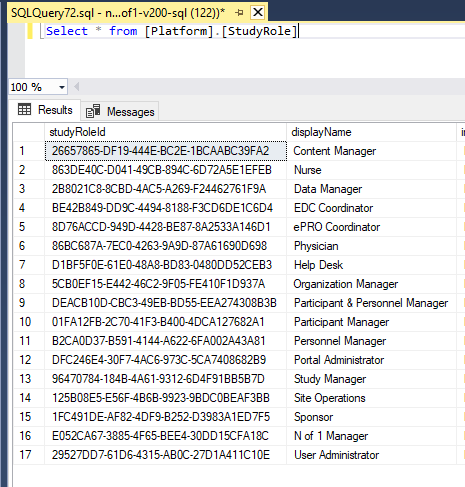 SQLQuery72.sql - n...of1-v200-sql (122))*
Select * from [Platform].[StudyRole]
100 %
Results Messages
studyRoleId displayName
1 26657865-DF19-444E-BC2E-1BCAABC39FA2 Content Manager
2 863DE40C-D041-49CB-894C-6D72A5E1EFEB Nurse
3 2B8021C8-8CBD-4AC5-A269-F24462761F9A Data Manager
4 BE42B849-DD9C-4494-8188-F3CD6DE1C6D4 EDC Coordinator
5 8D76ACCD-949D-4428-BE87-8A2533A146D1 ePRO Coordinator
6 86BC687A-7EC0-4263-9A9D-87A61690D698 Physician
7 D1BF5F0E-61E0-48A8-BD83-0480DD52CEB3 Help Desk
8 5CB0EF15-E442-46C2-9F05-FE410F1D937A Organization Manager
9 DEACB10D-CBC3-49EB-BD55-EEA274308B3B Participant & Personnel Manager
10 01FA12FB-2C70-41F3-B400-4DCA127682A1 Participant Manager
11 B2CA0D37-B591-4144-A622-6FA002A43A81 Personnel Manager
12 DFC246E4-30F7-4AC6-973C-5CA7408682B9 Portal Administrator
13 96470784-184B-4A61-9312-6D4F91BB5B7D Study Manager
14 125B08E5-E56F-4B6B-9923-9BDC0BEAF3BB Site Operations
15 1FC491DE-AF82-4DF9-B252-D3983A1ED7F5 Sponsor
16 E052CA67-3885-4F65-BEE4-30DD15CFA18C N of 1 Manager
17 29527DD7-61D6-4315-AB0C-27D1A411C10E User Administrator